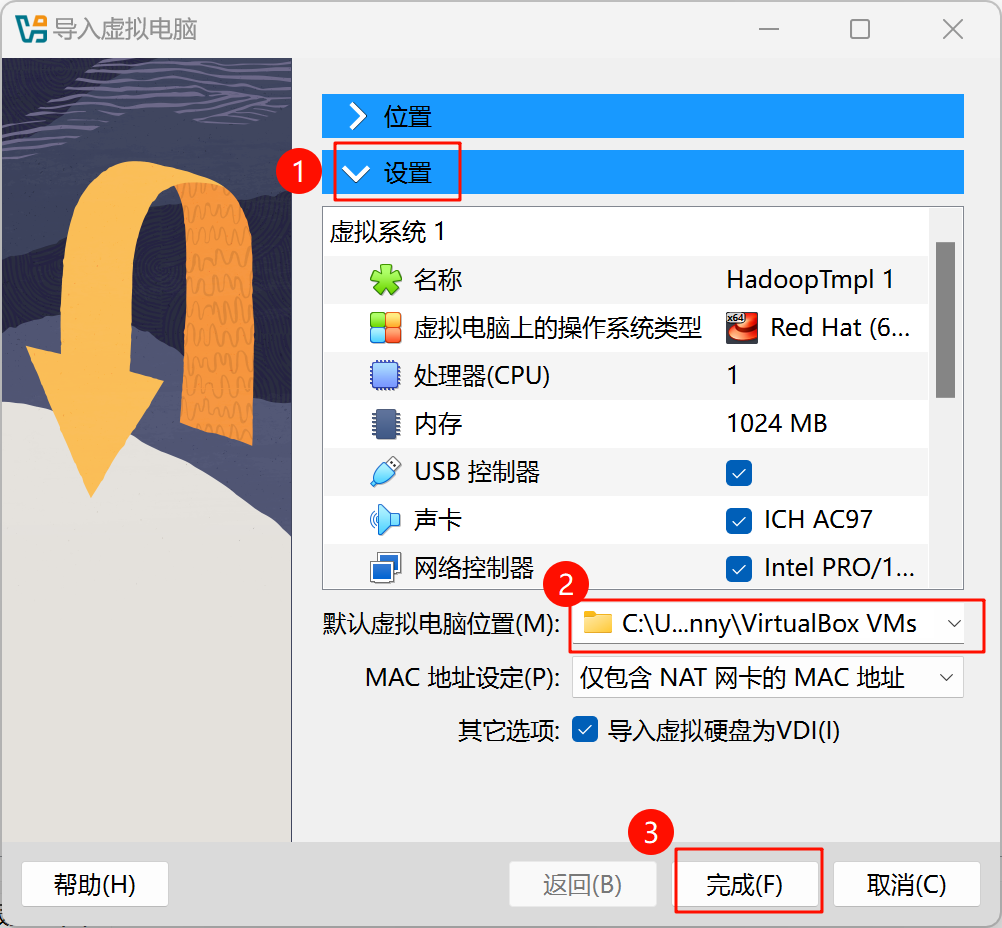 导入虚拟电脑
位置
1 设置
虚拟系统 1
名称 HadoopTmpl 1
虚拟电脑上的操作系统类型 x64 Red Hat (6...
处理器(CPU) 1
内存 1024 MB
USB 控制器
声卡 ICH AC97
网络控制器 Intel PRO/1...
2
默认虚拟电脑位置(M): C:\U...nny\VirtualBox VMs
MAC 地址设定(P): 仅包含 NAT 网卡的 MAC 地址
其它选项: 导入虚拟硬盘为VDI(I)
3
帮助(H) 返回(B) 完成(F) 取消(C)